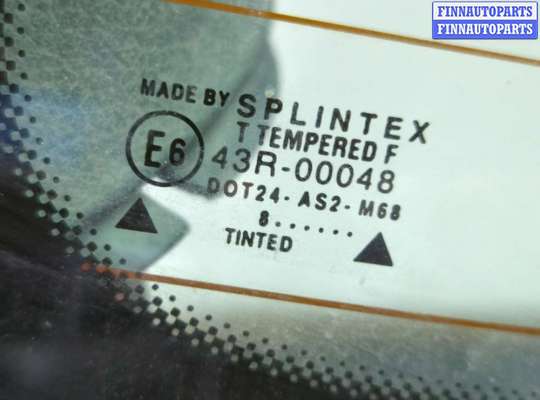 FINNAUTOPARTS
FINNAUTOPARTS
MADE BY SPLINTEX
T TEMPERED F
E6 43R-00048
DOT24-AS2-M68
8......
TINTED